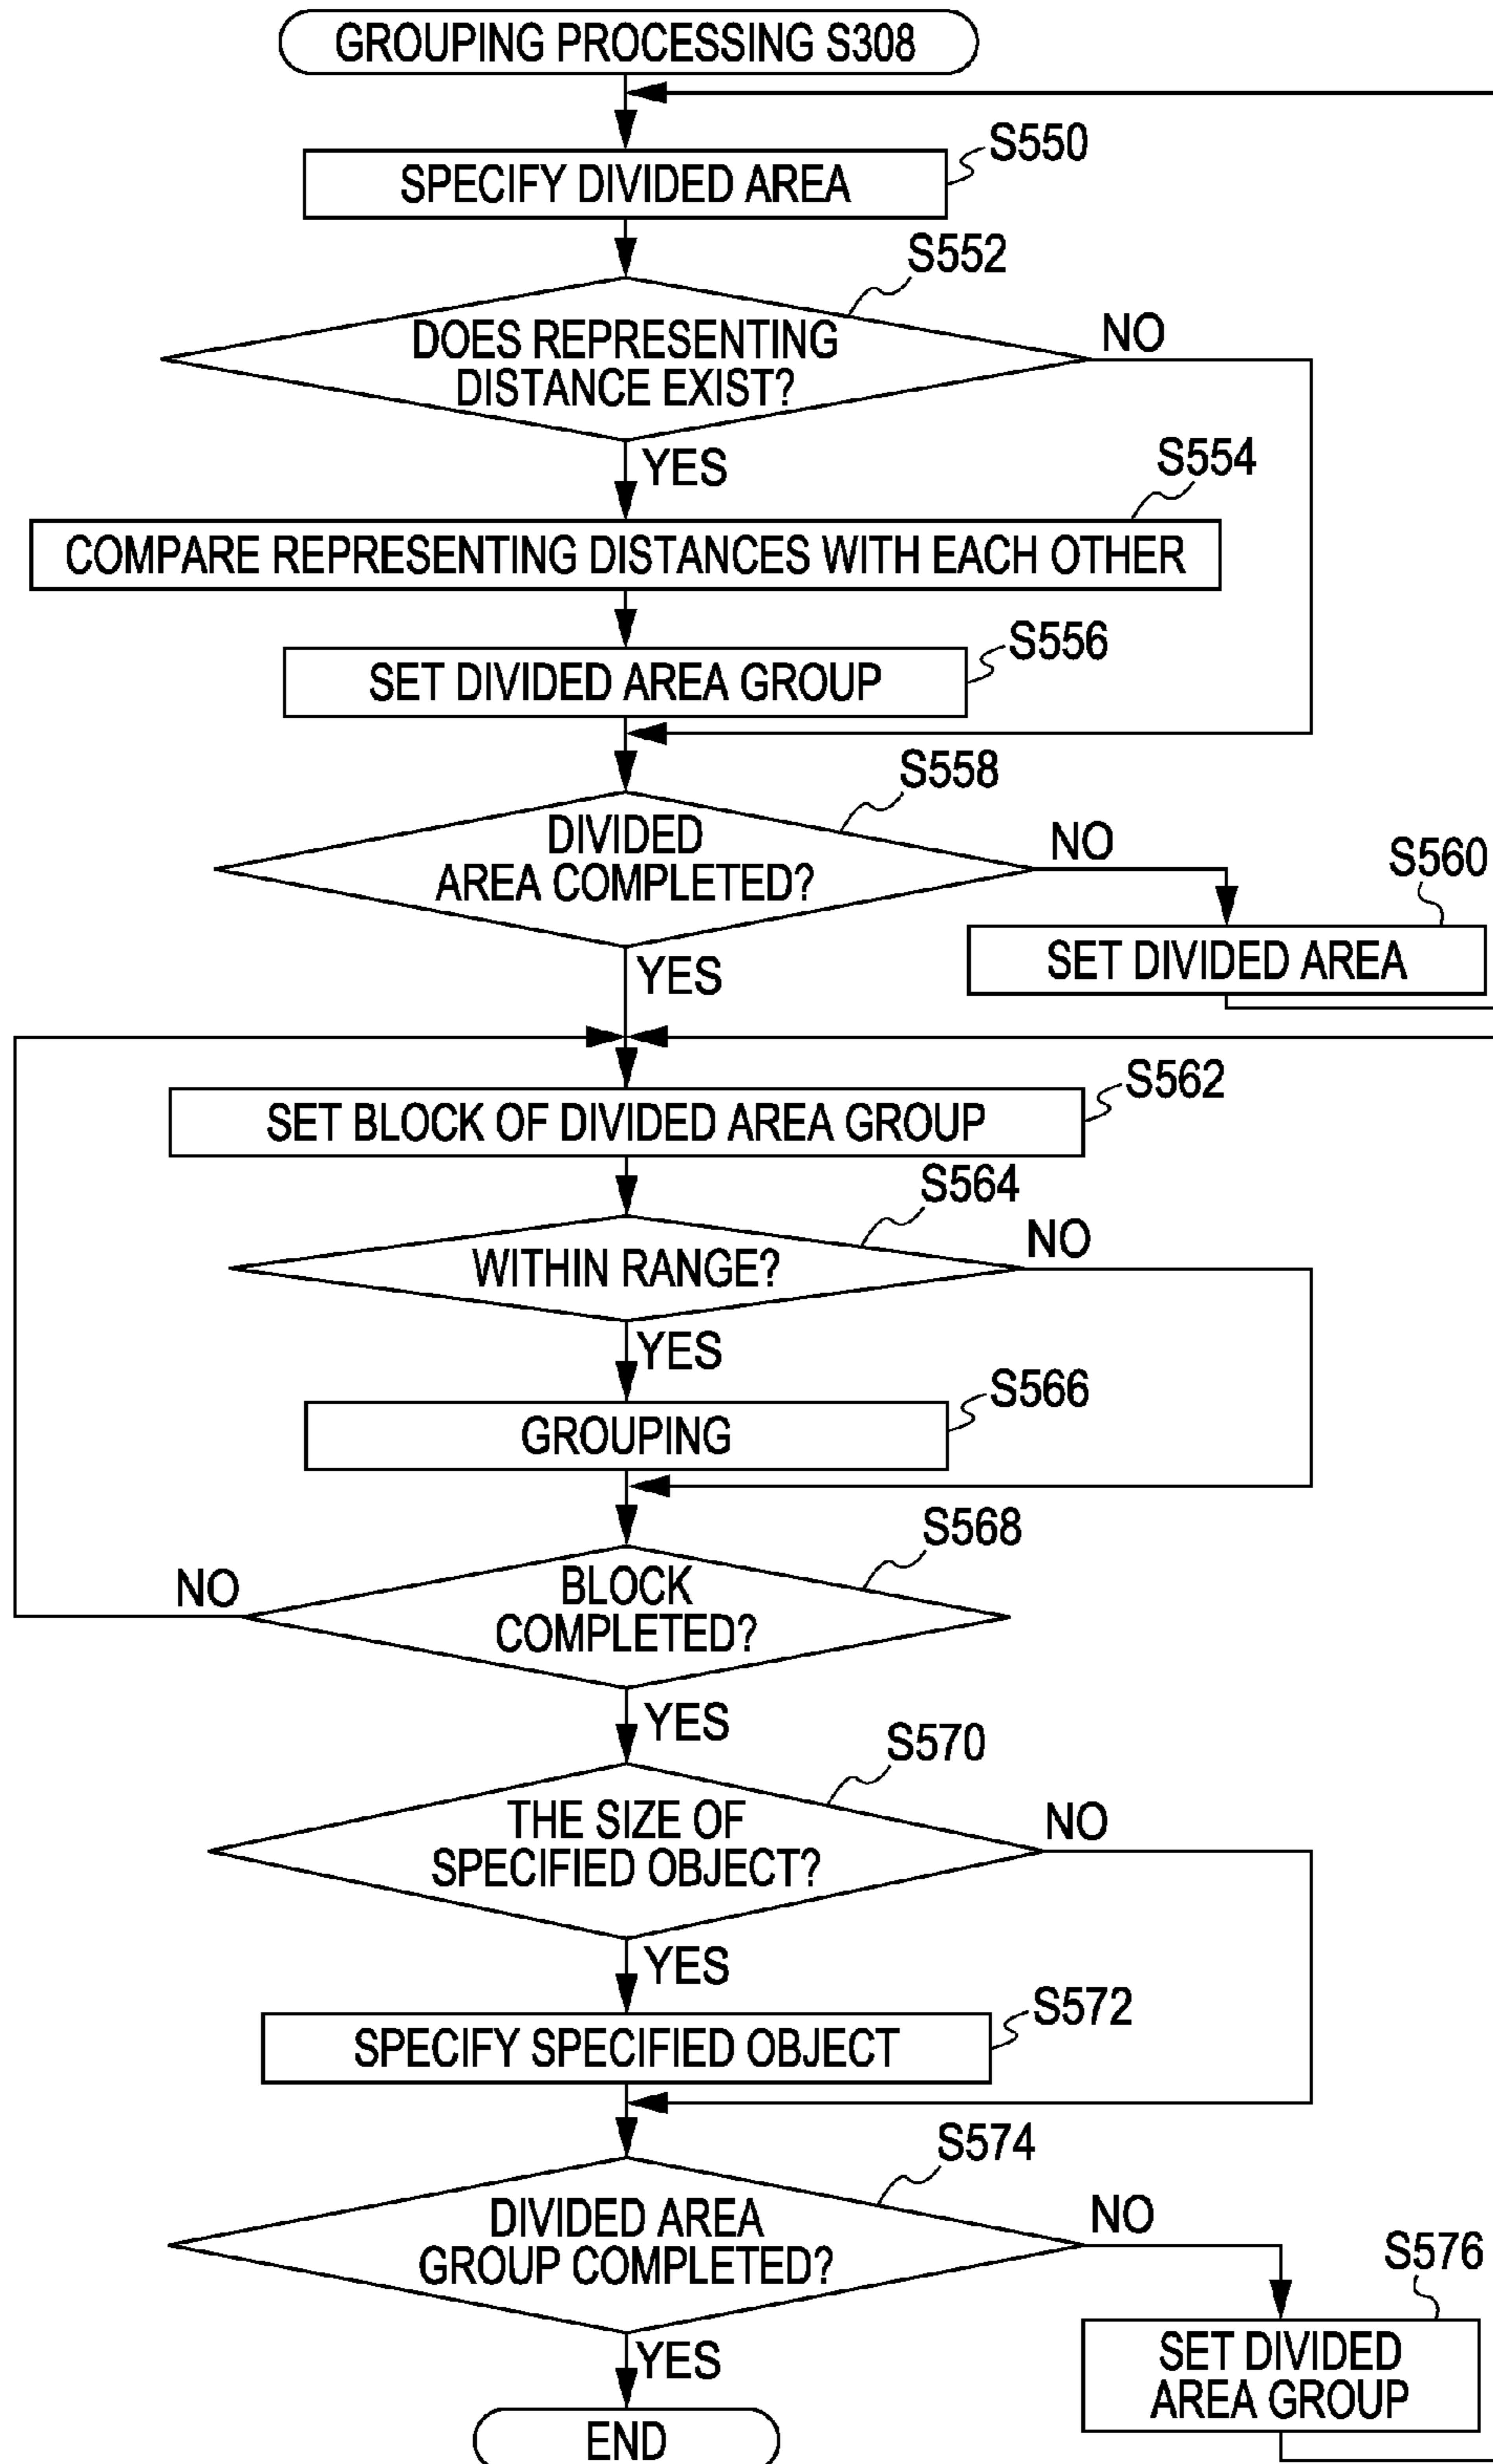 GROUPING PROCESSING S308
S550
SPECIFY DIVIDED AREA
S552
DOES REPRESENTING
DISTANCE EXIST?
NO
YES
S554
COMPARE REPRESENTING DISTANCES WITH EACH OTHER
S556
SET DIVIDED AREA GROUP
S558
DIVIDED
AREA COMPLETED?
NO
S560
SET DIVIDED AREA
YES
S562
SET BLOCK OF DIVIDED AREA GROUP
S564
WITHIN RANGE?
NO
YES
S566
GROUPING
S568
BLOCK
COMPLETED?
NO
YES
S570
THE SIZE OF
SPECIFIED OBJECT?
NO
YES
S572
SPECIFY SPECIFIED OBJECT
S574
DIVIDED AREA
GROUP COMPLETED?
NO
S576
SET DIVIDED
AREA GROUP
YES
END